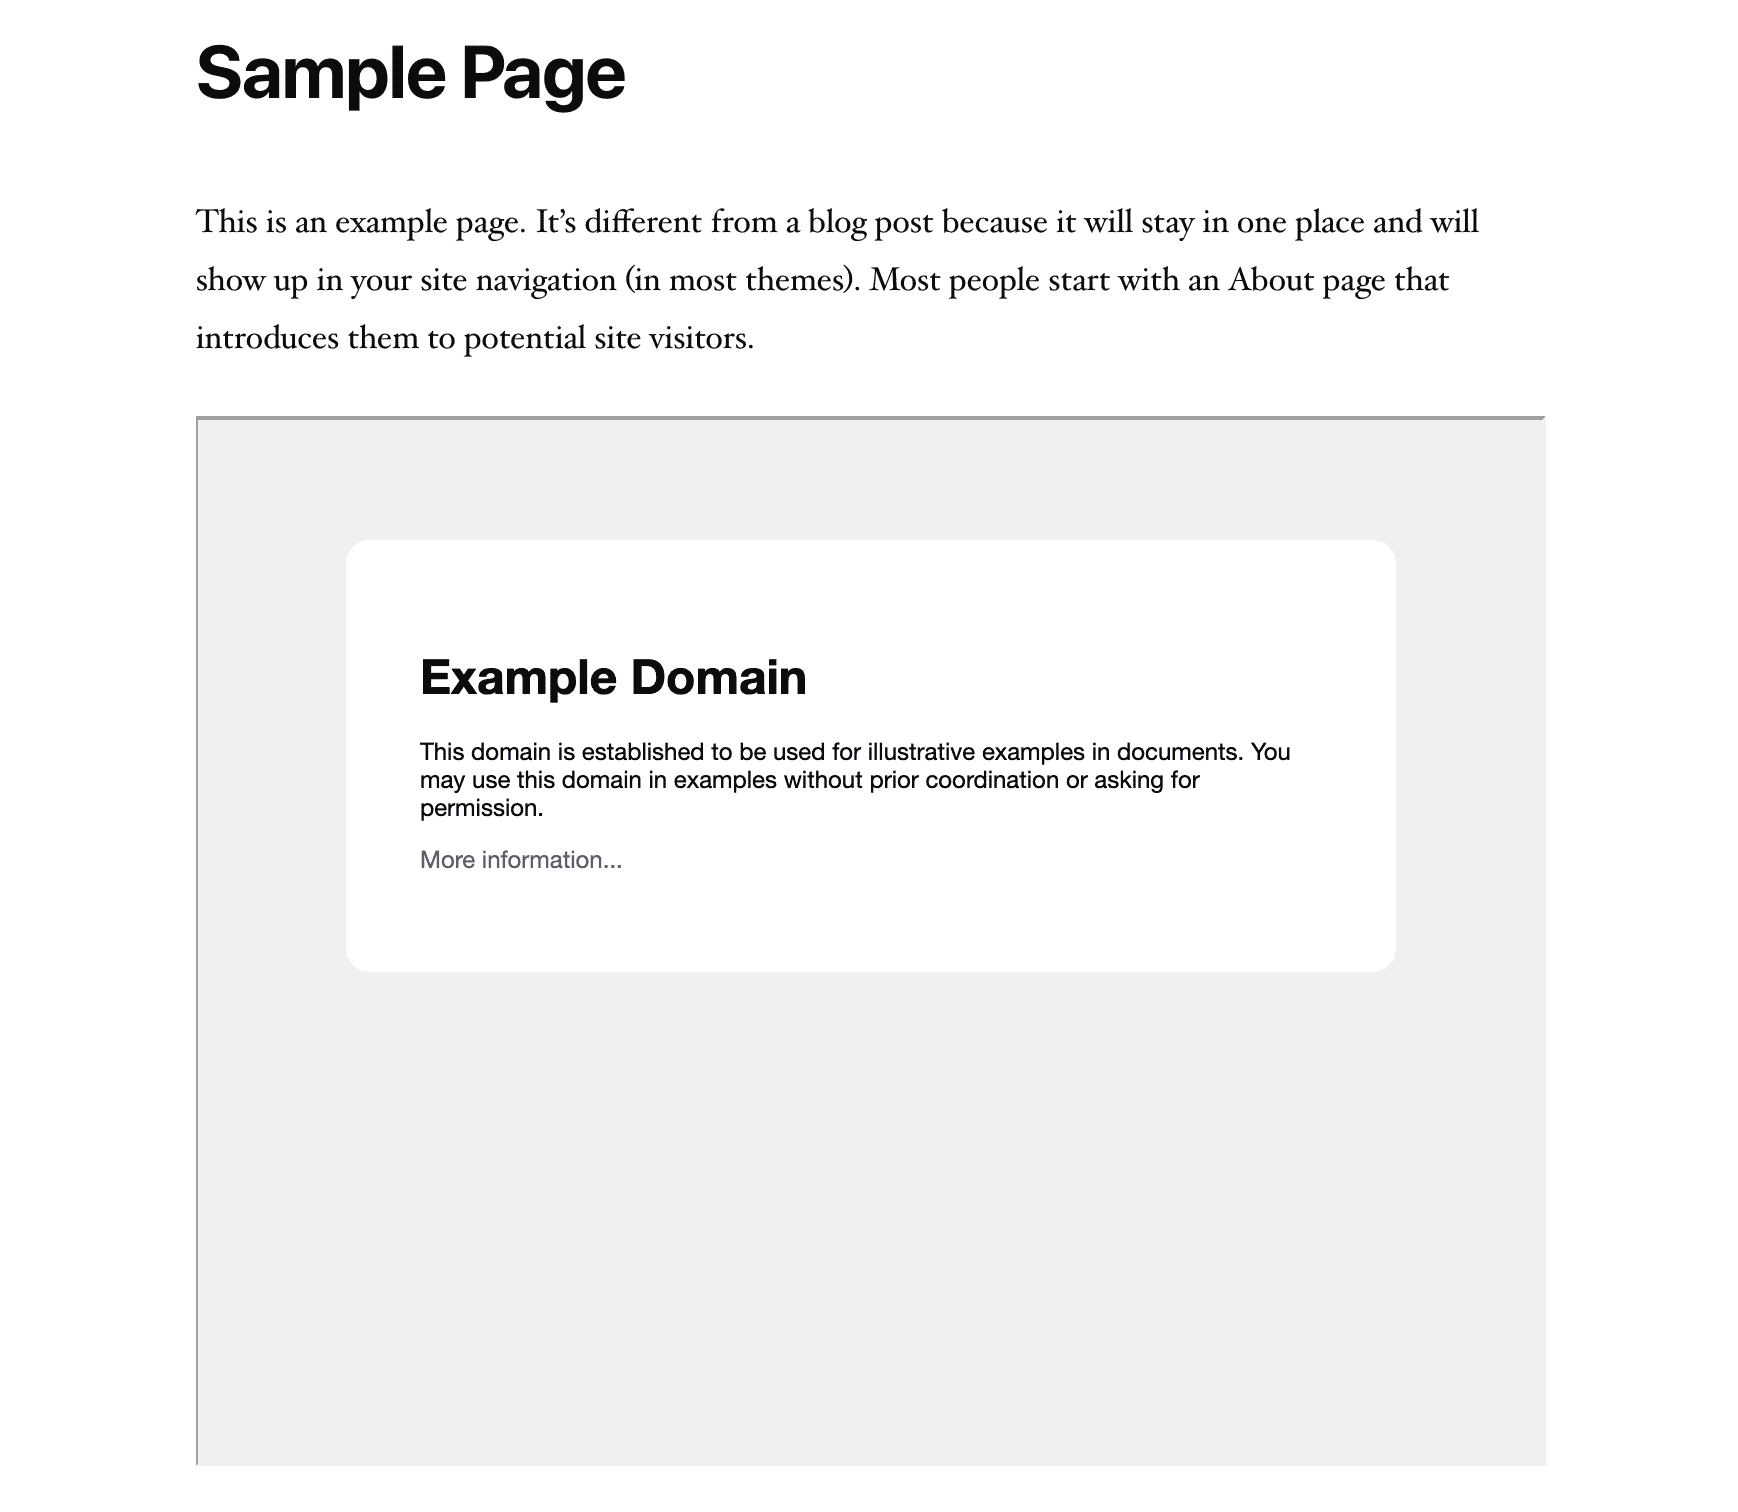 Sample Page
This is an example page. It’s different from a blog post because it will stay in one place and will
show up in your site navigation (in most themes). Most people start with an About page that
introduces them to potential site visitors.
Example Domain
This domain is established to be used for illustrative examples in documents. You
may use this domain in examples without prior coordination or asking for
permission.
More information...